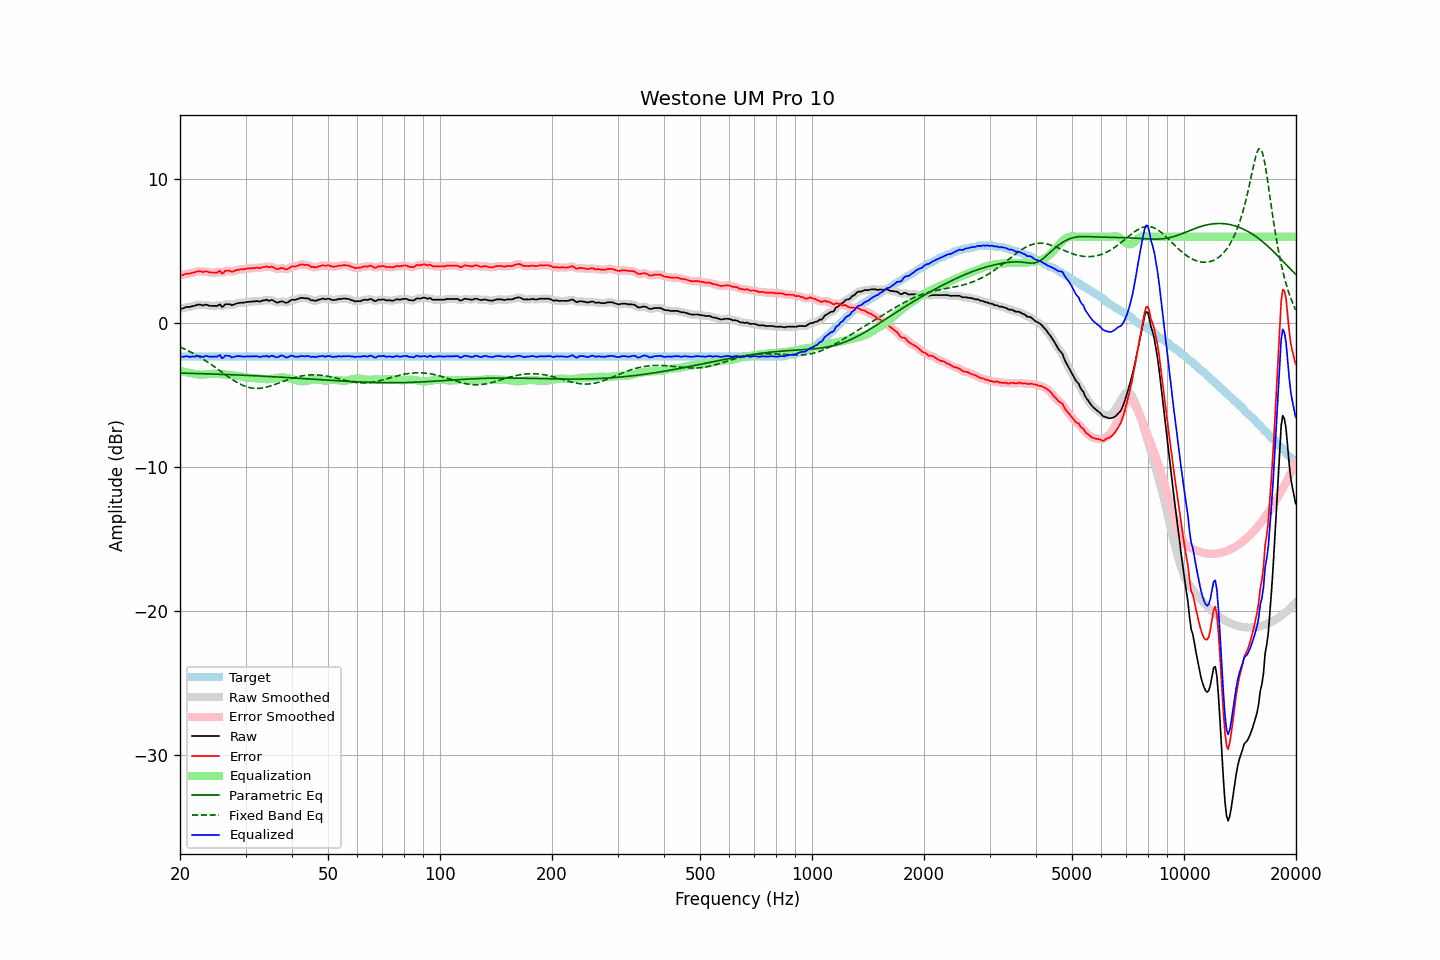 Westone UM Pro 10
Amplitude (dBr)
10
0
−10
−20
−30
Target
Raw Smoothed
Error Smoothed
Raw
Error
Equalization
Parametric Eq
Fixed Band Eq
Equalized
20 50 100 200 500 1000 2000 5000 10000 20000
Frequency (Hz)